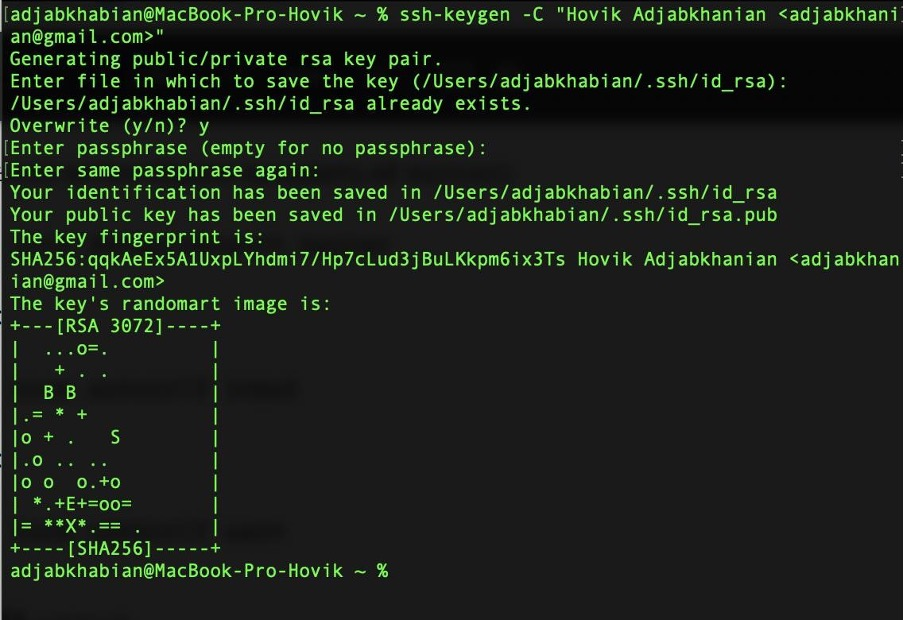 [adjabkhabian@MacBook-Pro-Hovik ~ % ssh-keygen -C "Hovik Adjabkhanian <adjabkhani]
an@gmail.com>"
Generating public/private rsa key pair.
Enter file in which to save the key (/Users/adjabkhabian/.ssh/id_rsa):
/Users/adjabkhabian/.ssh/id_rsa already exists.
Overwrite (y/n)? y
[Enter passphrase (empty for no passphrase):
[Enter same passphrase again:
Your identification has been saved in /Users/adjabkhabian/.ssh/id_rsa
Your public key has been saved in /Users/adjabkhabian/.ssh/id_rsa.pub
The key fingerprint is:
SHA256:qqkAeEx5A1UxpLYhdmi7/Hp7cLud3jBuLKkpm6ix3Ts Hovik Adjabkhanian <adjabkhan
ian@gmail.com>
The key's randomart image is:
+---[RSA 3072]----+
|  ...o=.         |
|   + . .         |
|  B B            |
|.= * +           |
|o + .   S        |
|.o .. ..         |
|o o  o.+o        |
| *.+E+=oo=       |
|= **X*.== .      |
+----[SHA256]-----+
adjabkhabian@MacBook-Pro-Hovik ~ %